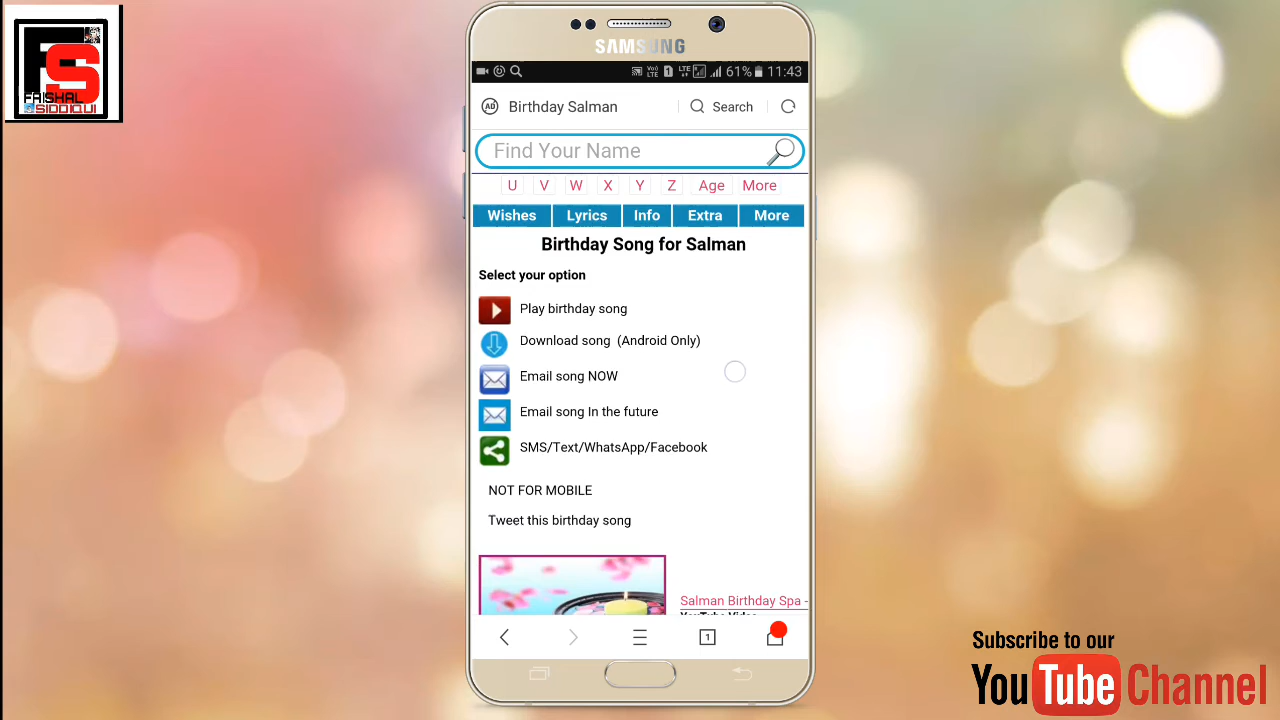 FAISHAL
SIDDIQUI
SAMSUNG
61% 11:43
AD Birthday Salman Search
Find Your Name
U V W X Y Z Age More
Wishes Lyrics Info Extra More
Birthday Song for Salman
Select your option
Play birthday song
Download song (Android Only)
Email song NOW
Email song In the future
SMS/Text/WhatsApp/Facebook
NOT FOR MOBILE
Tweet this birthday song
Salman Birthday Spa -
YouTube Video
1
Subscribe to our
YouTube Channel